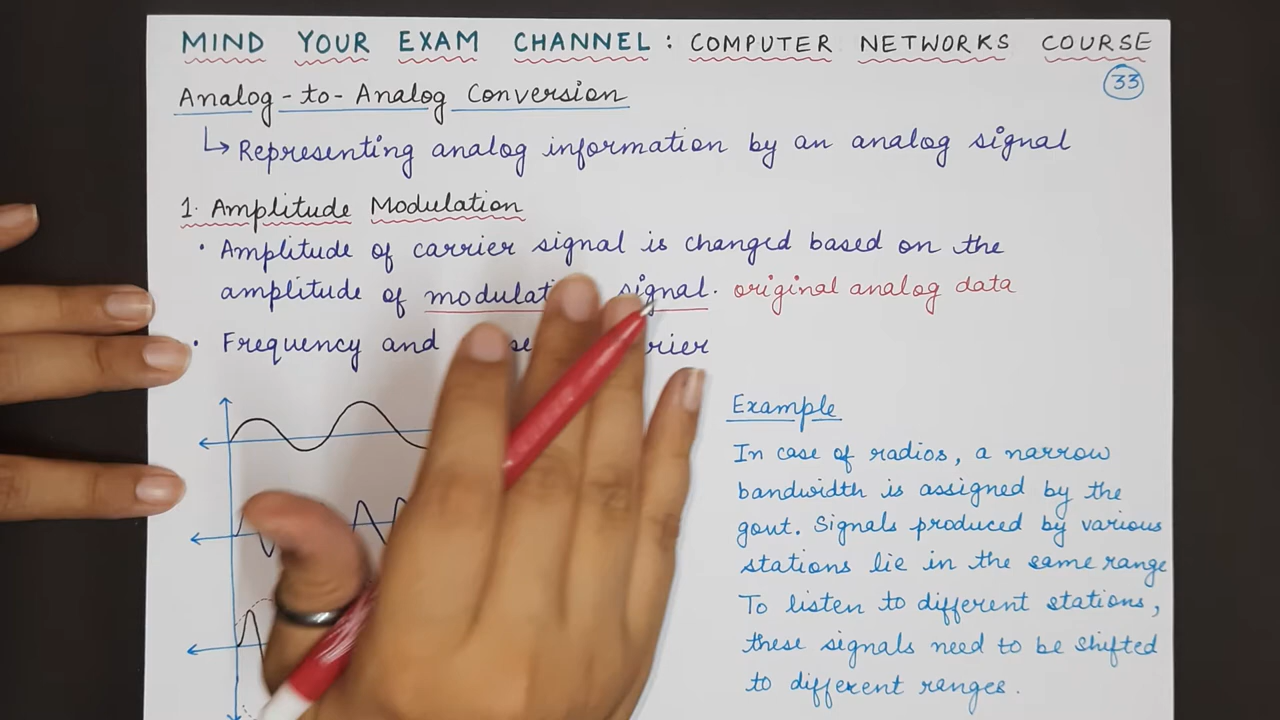 MIND YOUR EXAM CHANNEL : COMPUTER NETWORKS COURSE
33
Analog-to-Analog Conversion
↳ Representing analog information by an analog signal
1. Amplitude Modulation
• Amplitude of carrier signal is changed based on the
amplitude of signal. original analog data
• Frequency and
Example
In case of radios, a narrow
bandwidth is assigned by the
govt. Signals produced by various
stations lie in the same range
To listen to different stations,
these signals need to be shifted
to different ranges.